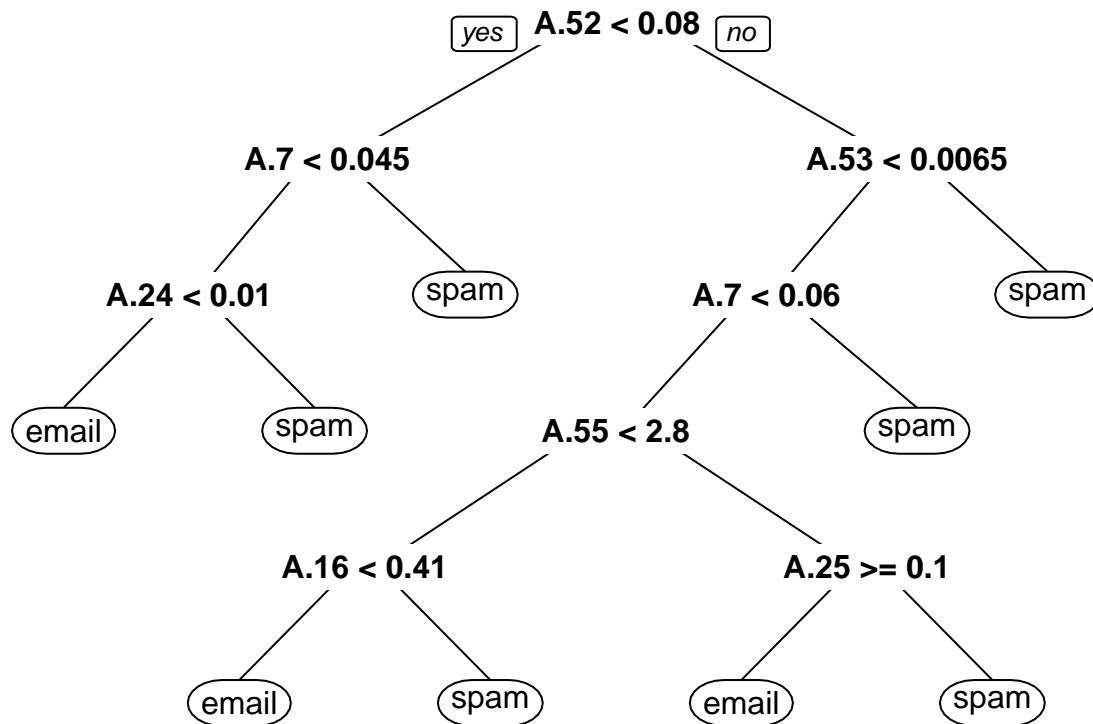 yes A.52 < 0.08 no
A.7 < 0.045 A.53 < 0.0065
A.24 < 0.01 spam A.7 < 0.06 spam
email spam A.55 < 2.8 spam
A.16 < 0.41 A.25 >= 0.1
email spam email spam